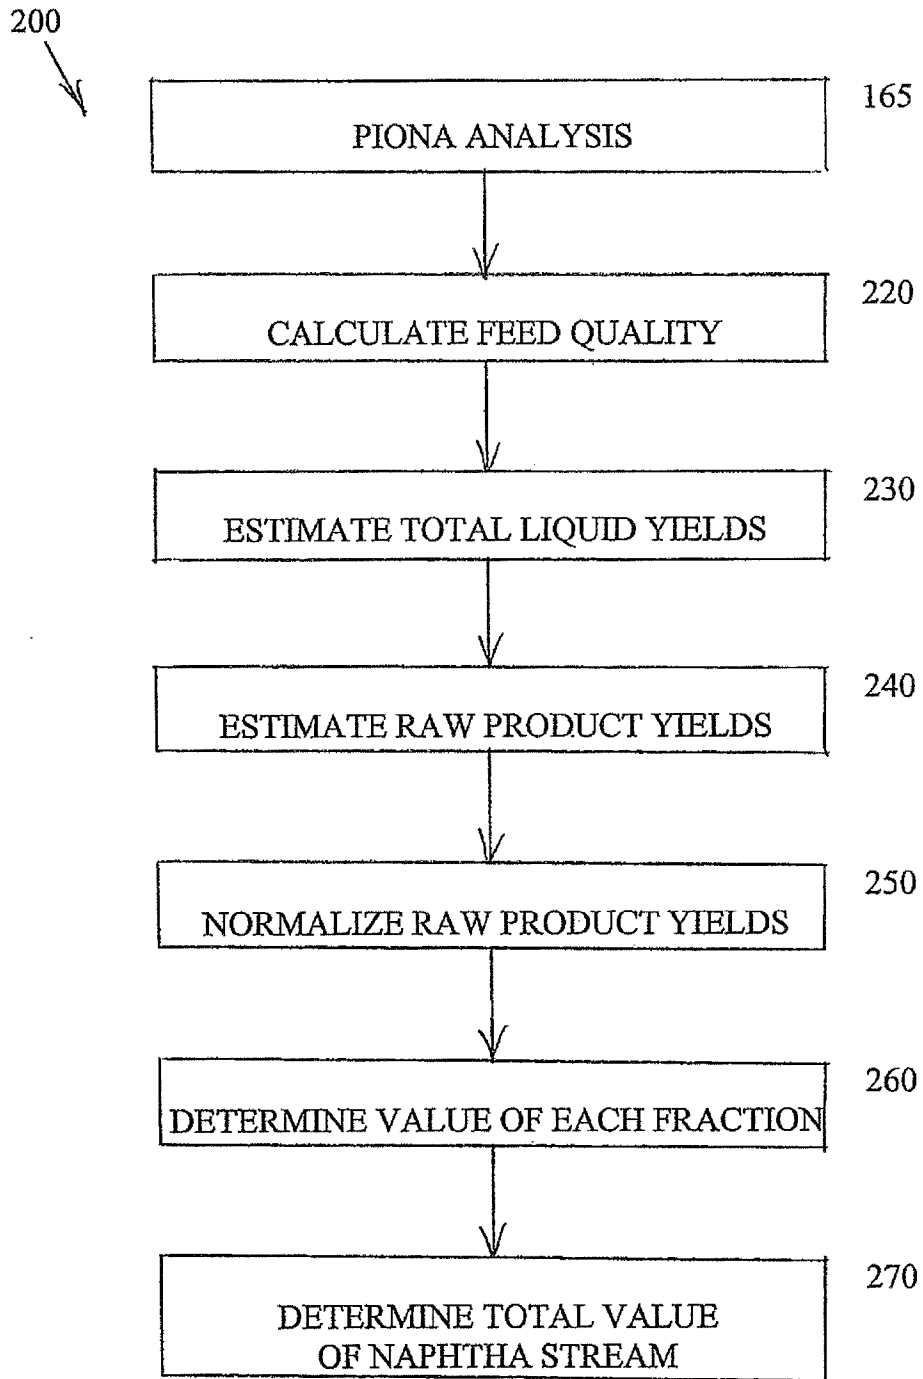 200
165
PIONA ANALYSIS
220
CALCULATE FEED QUALITY
230
ESTIMATE TOTAL LIQUID YIELDS
240
ESTIMATE RAW PRODUCT YIELDS
250
NORMALIZE RAW PRODUCT YIELDS
260
DETERMINE VALUE OF EACH FRACTION
270
DETERMINE TOTAL VALUE
OF NAPHTHA STREAM